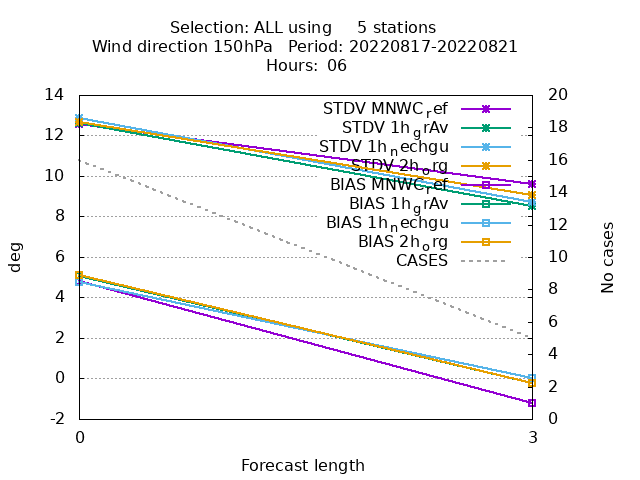 Selection: ALL using     5 stations
Wind direction 150hPa   Period: 20220817-20220821
Hours: 06
STDV MNWC_ref
STDV 1h_grAv
STDV 1h_nechgu
STDV 2h_org
BIAS MNWC_ref
BIAS 1h_grAv
BIAS 1h_nechgu
BIAS 2h_org
CASES
14
12
10
8
6
4
2
0
-2
deg
20
18
16
14
12
10
8
6
4
2
0
No cases
0
3
Forecast length